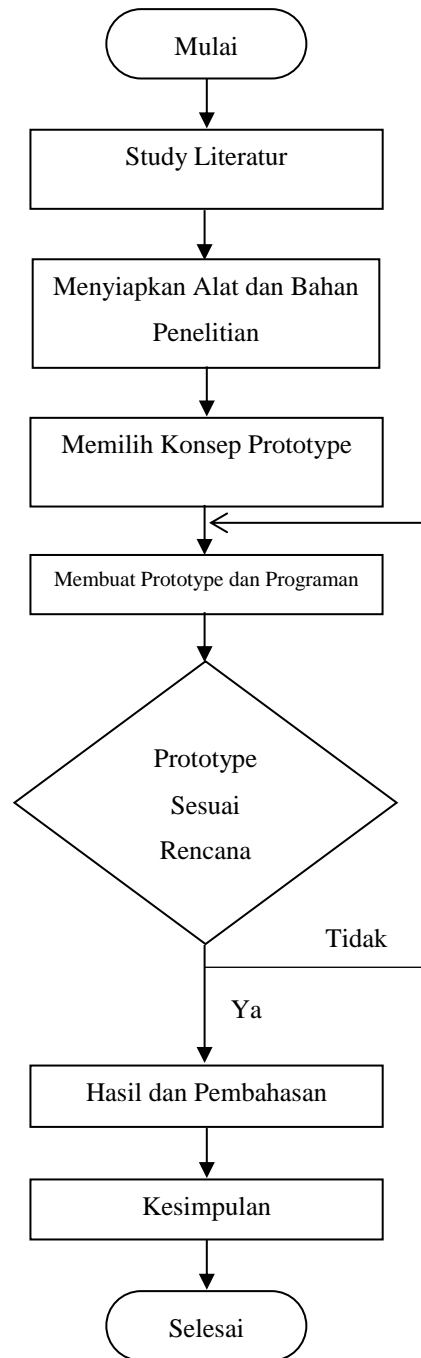 Mulai
Study Literatur
Menyiapkan Alat dan Bahan
Penelitian
Memilih Konsep Prototype
Membuat Prototype dan Programan
Prototype
Sesuai
Rencana
Tidak
Ya
Hasil dan Pembahasan
Kesimpulan
Selesai